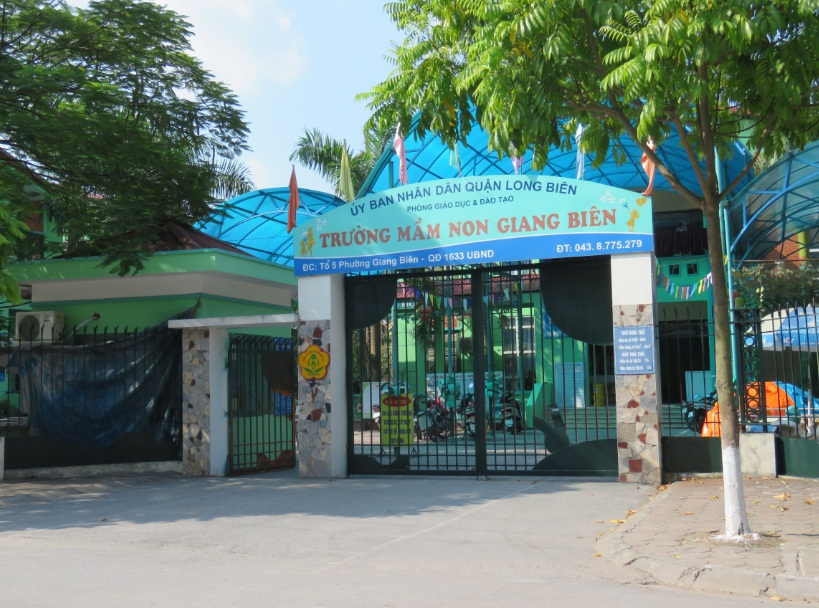 ỦY BAN NHÂN DÂN QUẬN LONG BIÊN
PHÒNG GIÁO DỤC & ĐÀO TẠO
TRƯỜNG MẦM NON GIANG BIÊN
ĐC: Tổ 5 Phường Giang Biên - QĐ 1633 UBND
ĐT: 043.8.775.279